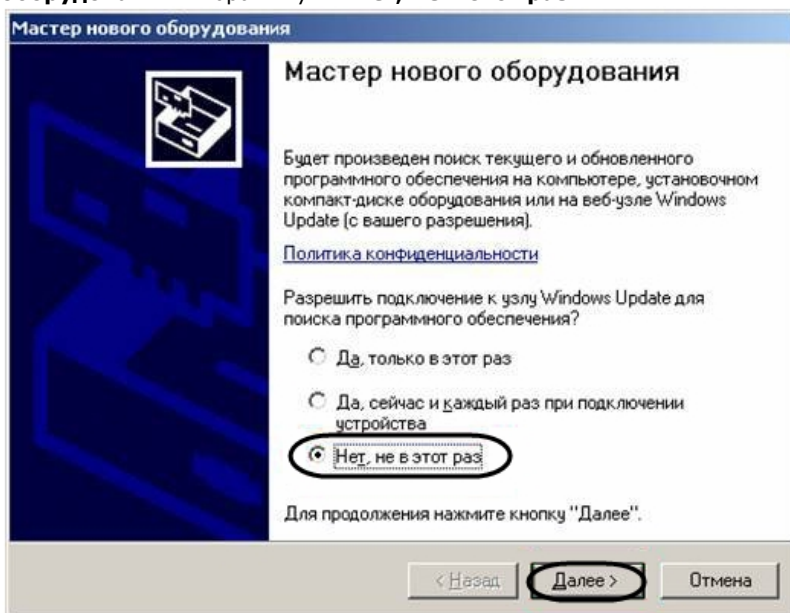 Мастер нового оборудования
Мастер нового оборудования
Будет произведен поиск текущего и обновленного
программного обеспечения на компьютере, установочном
компакт-диске оборудования или на веб-узле Windows
Update (с вашего разрешения).
Политика конфиденциальности
Разрешить подключение к узлу Windows Update для
поиска программного обеспечения?
Да, только в этот раз
Да, сейчас и каждый раз при подключении
устройства
Нет, не в этот раз
Для продолжения нажмите кнопку "Далее".
< Назад Далее > Отмена